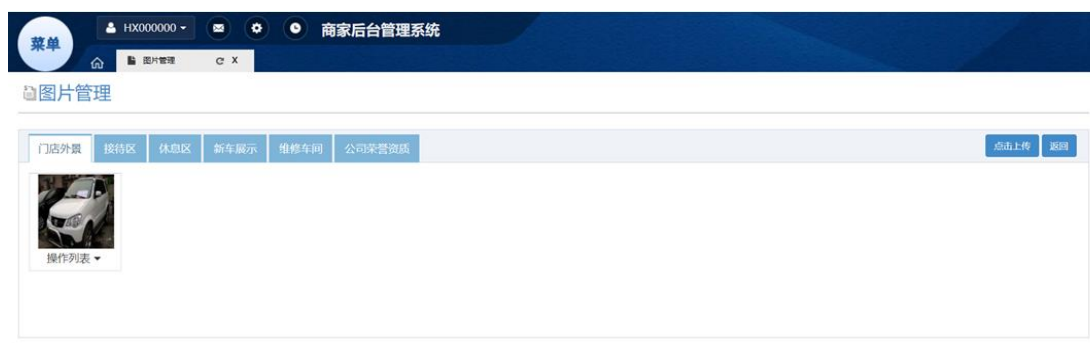 菜单
HX000000
商家后台管理系统
图片管理 C X
图片管理
门店外景 接待区 休息区 新车展示 维修车间 公司荣誉资质 点击上传 返回
操作列表